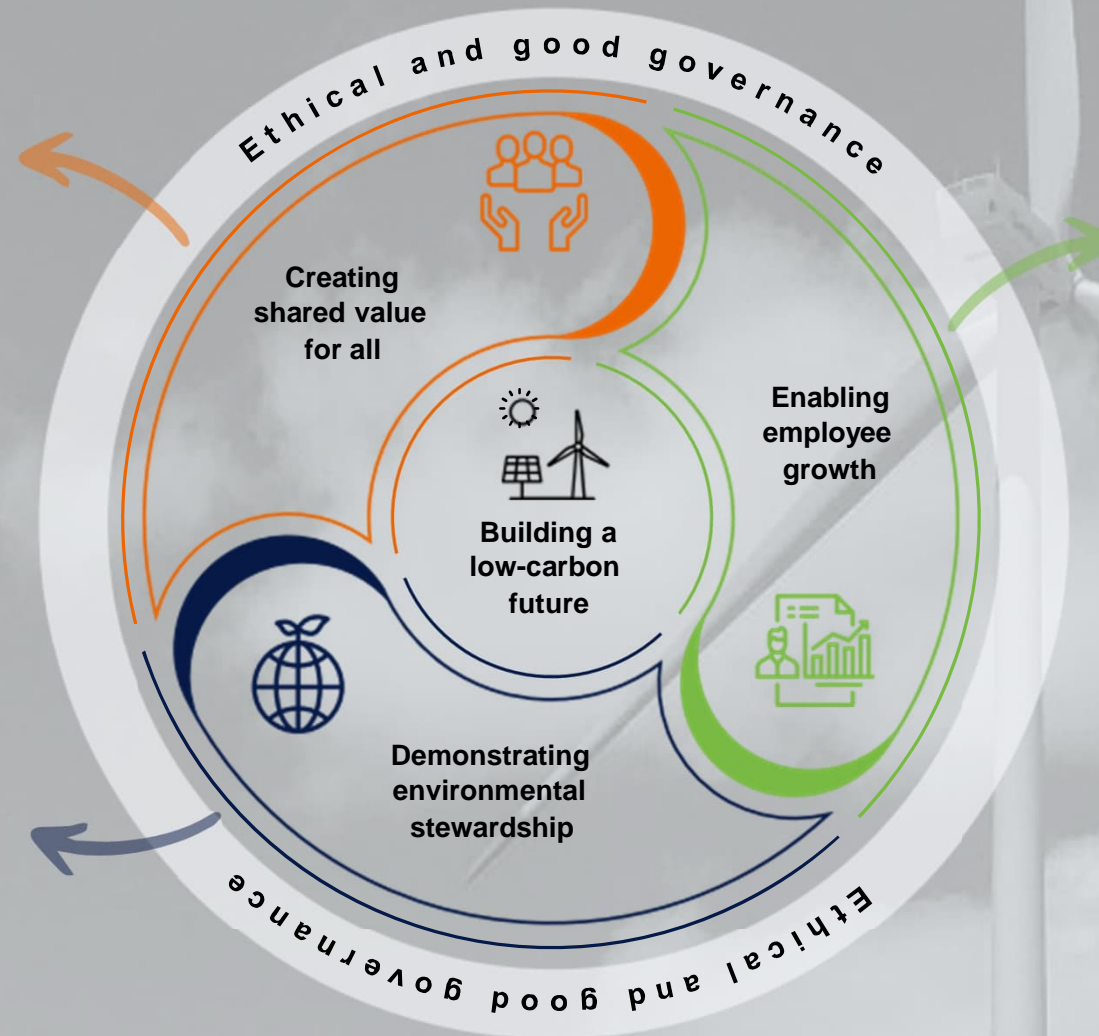 Ethical and good governance
Creating
shared value
for all
Enabling
employee
growth
Building a
low-carbon
future
Demonstrating
environmental
stewardship
Ethical and good governance